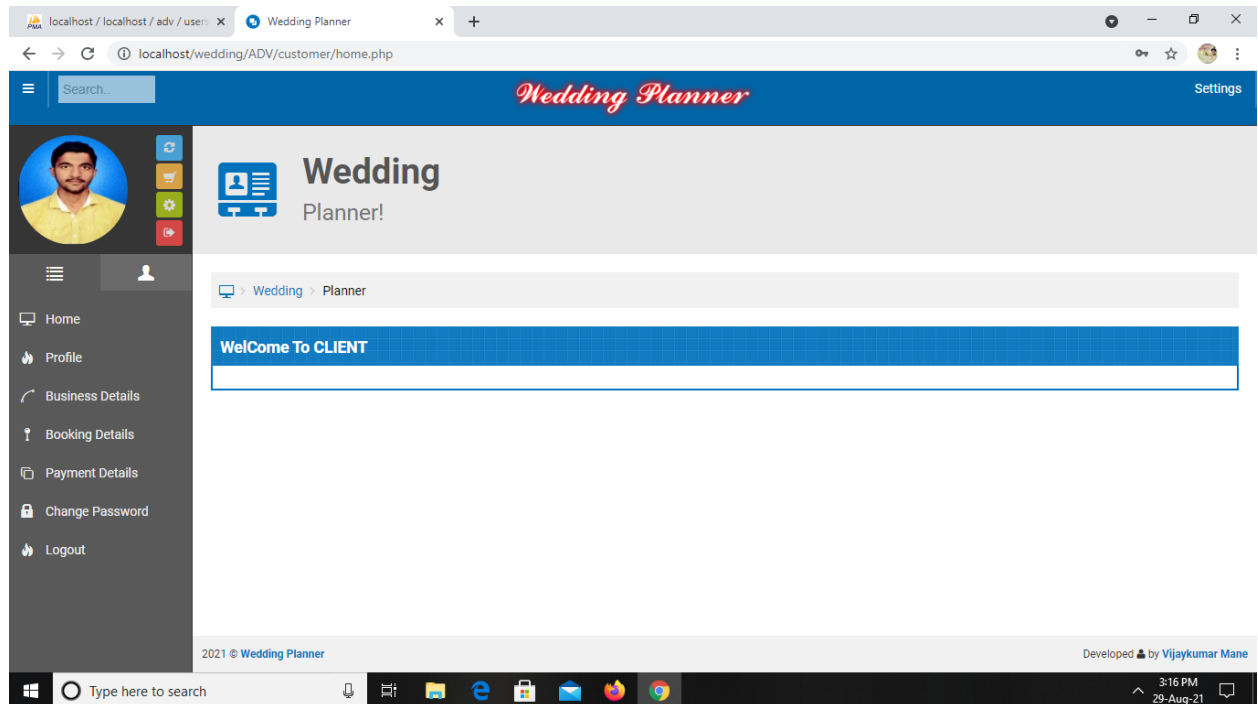 PMA localhost / localhost / adv / users
Wedding Planner
localhost/wedding/ADV/customer/home.php
Search..
Wedding Planner
Settings
Wedding
Planner!
Wedding > Planner
Home
WelCome To CLIENT
Profile
Business Details
Booking Details
Payment Details
Change Password
Logout
2021 © Wedding Planner
Developed by Vijaykumar Mane
Type here to search
3:16 PM
29-Aug-21